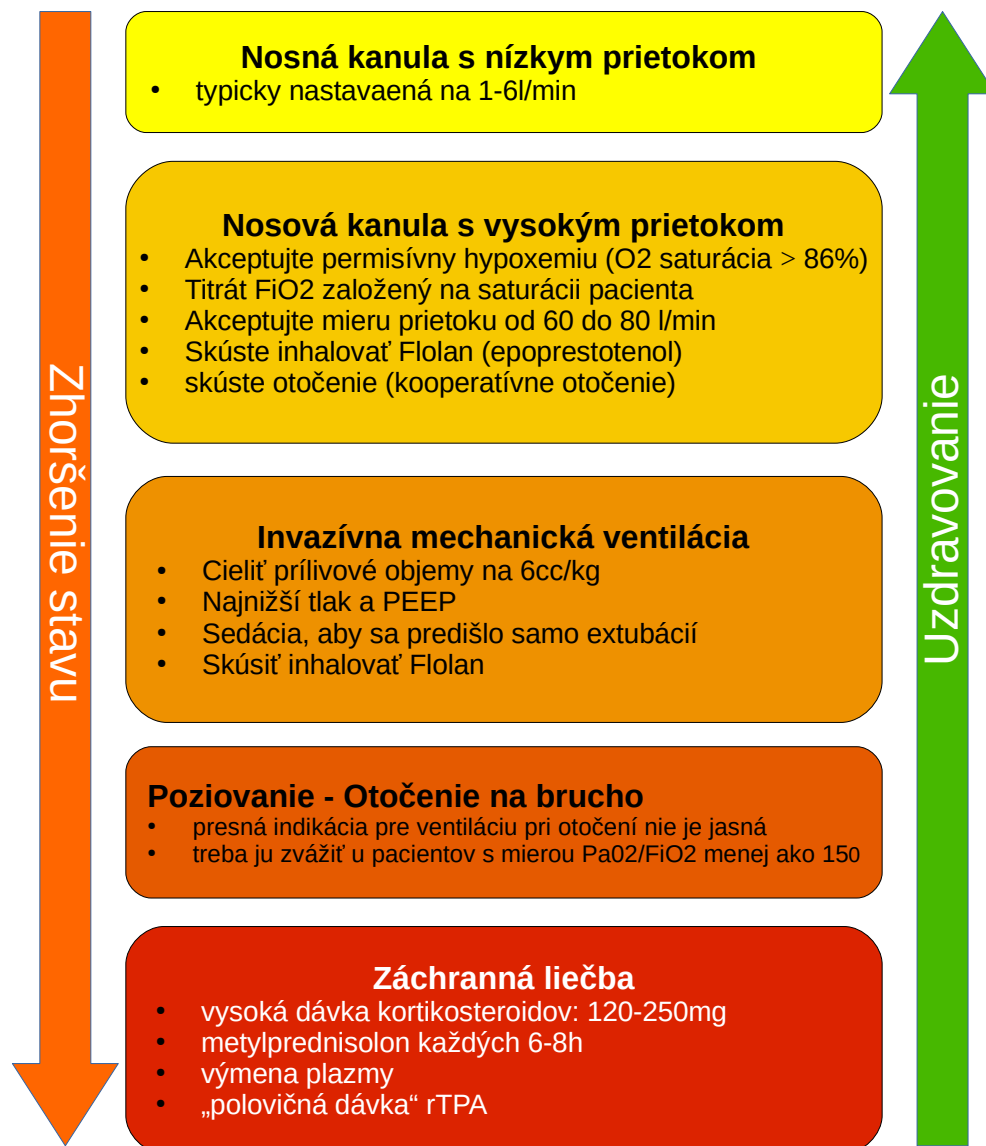 Nosná kanula s nízkym prietokom
• typicky nastavaená na 1-6l/min
Nosová kanula s vysokým prietokom
• Akceptujte permisívny hypoxemiu (O2 saturácia > 86%)
• Titrát FiO2 založený na saturácii pacienta
• Akceptujte mieru prietoku od 60 do 80 l/min
• Skúste inhalovať Flolan (epoprestotenol)
• skúste otočenie (kooperatívne otočenie)
Zhoršenie stavu
Uzdravovanie
Invazívna mechanická ventilácia
• Cieliť prílivové objemy na 6cc/kg
• Najnižší tlak a PEEP
• Sedácia, aby sa predišlo samo extubácií
• Skúsiť inhalovať Flolan
Poziovanie - Otočenie na brucho
• presná indikácia pre ventiláciu pri otočení nie je jasná
• treba ju zvážiť u pacientov s mierou Pa02/FiO2 menej ako 150
Záchranná liečba
• vysoká dávka kortikosteroidov: 120-250mg
• metylprednisolon každých 6-8h
• výmena plazmy
• „polovičná dávka“ rTPA